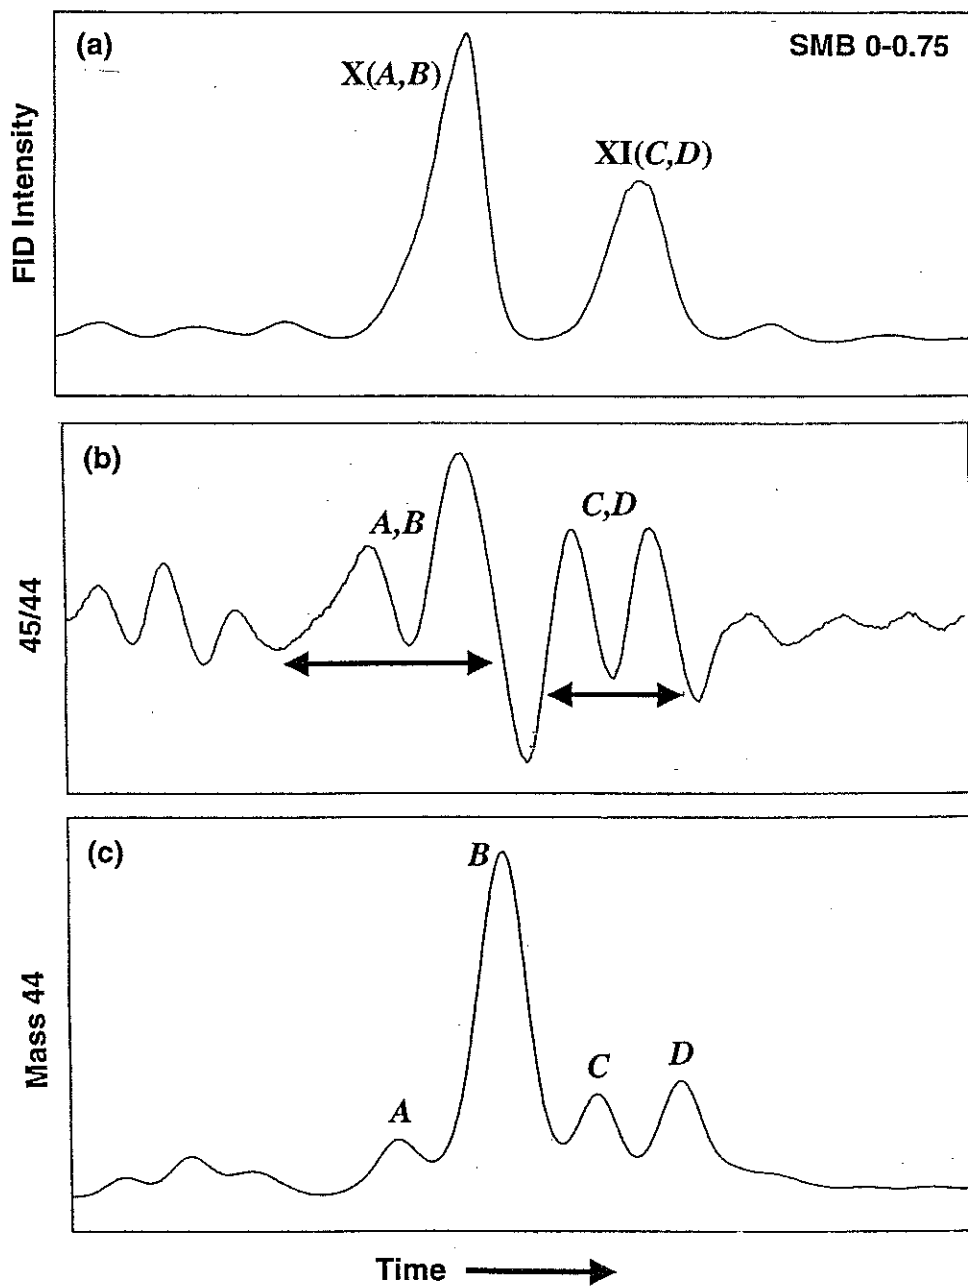 (a)
SMB 0-0.75
X(A,B)
XI(C,D)
FID Intensity
(b)
A,B
C,D
45/44
(c)
B
A
C
D
Mass 44
Time